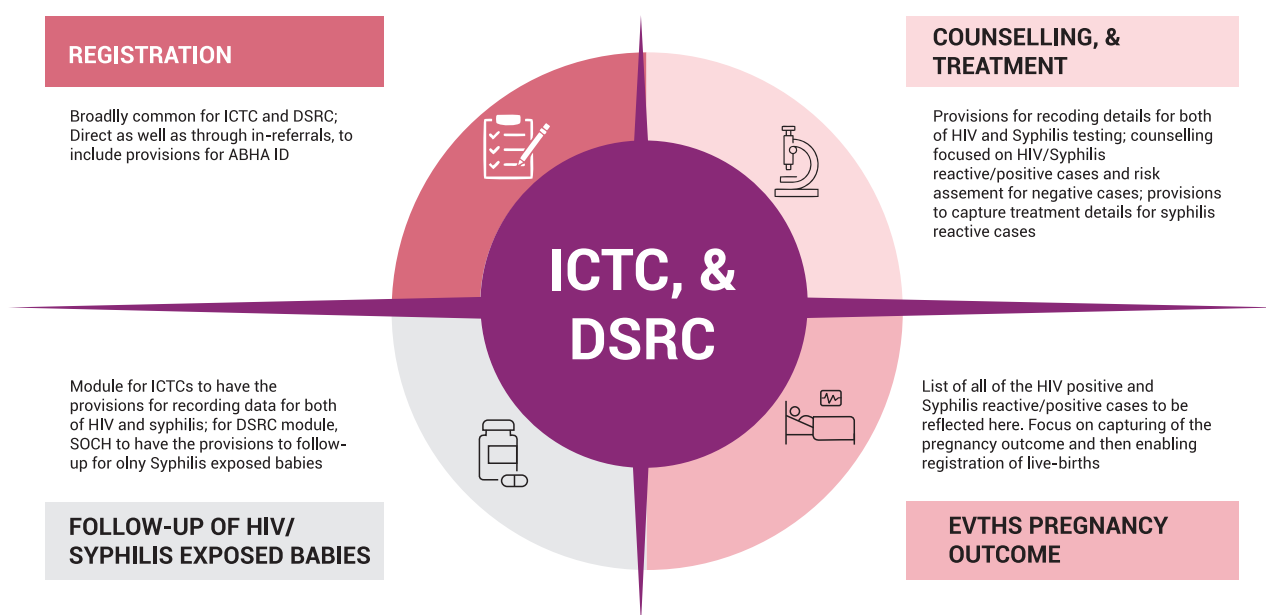 REGISTRATION
Broadlly common for ICTC and DSRC;
Direct as well as through in-referrals, to
include provisions for ABHA ID
COUNSELLING, &
TREATMENT
Provisions for recoding details for both
of HIV and Syphilis testing; counselling
focused on HIV/Syphilis
reactive/positive cases and risk
assement for negative cases; provisions
to capture treatment details for syphilis
reactive cases
ICTC, &
DSRC
Module for ICTCs to have the
provisions for recording data for both
of HIV and syphilis; for DSRC module,
SOCH to have the provisions to follow-
up for olny Syphilis exposed babies
FOLLOW-UP OF HIV/
SYPHILIS EXPOSED BABIES
List of all of the HIV positive and
Syphilis reactive/positive cases to be
reflected here. Focus on capturing of the
pregnancy outcome and then enabling
registration of live-births
EVTHS PREGNANCY
OUTCOME